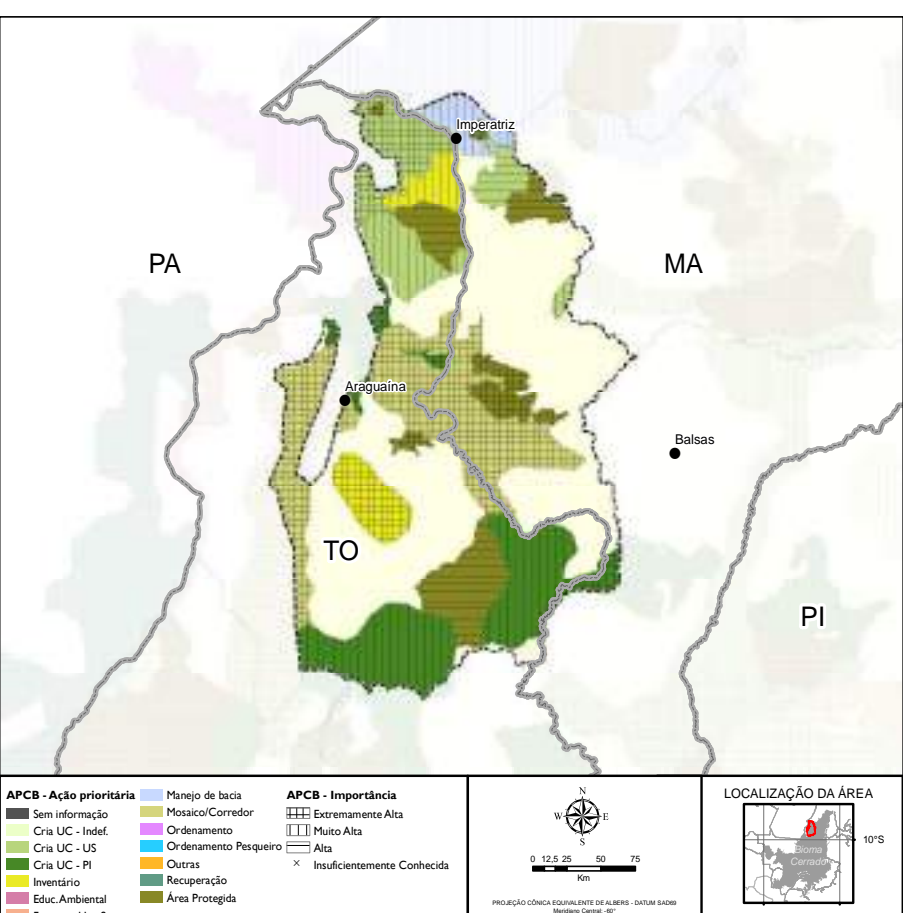 Imperatriz
PA
MA
Araguaína
Balsas
TO
PI
APCB - Ação prioritária
Sem informação
Cria UC - Indef.
Cria UC - US
Cria UC - PI
Inventário
Educ. Ambiental
Manejo de bacia
Mosaico/Corredor
Ordenamento
Ordenamento Pesqueiro
Outras
Recuperação
Área Protegida
APCB - Importância
Extremamente Alta
Muito Alta
Alta
Insuficientemente Conhecida
N
W E
S
0 12,5 25 50 75
Km
PROJEÇÃO CÔNICA EQUIVALENTE DE ALBERS - DATUM SAD69
Meridiano Central: -60°
LOCALIZAÇÃO DA ÁREA
10°S
Bioma
Cerrado